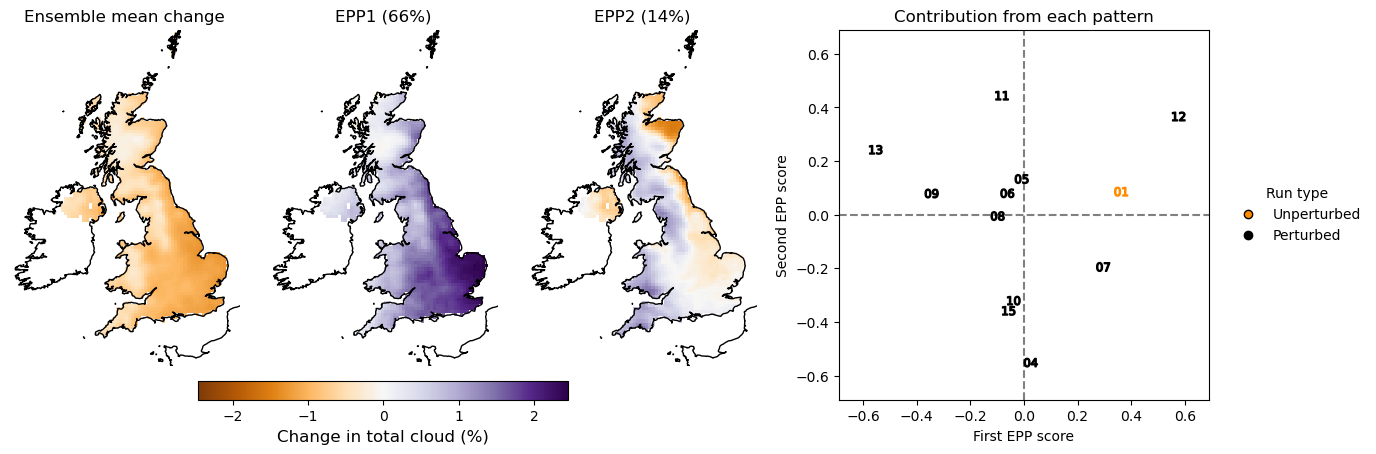 Ensemble mean change
EPP1 (66%)
EPP2 (14%)
−2 −1 0 1 2
Change in total cloud (%)
Contribution from each pattern
Second EPP score
0.6
0.4
0.2
0.0
−0.2
−0.4
−0.6
11
12
13
05
09
06
01
08
07
10
15
04
−0.6 −0.4 −0.2 0.0 0.2 0.4 0.6
First EPP score
Run type
Unperturbed
Perturbed